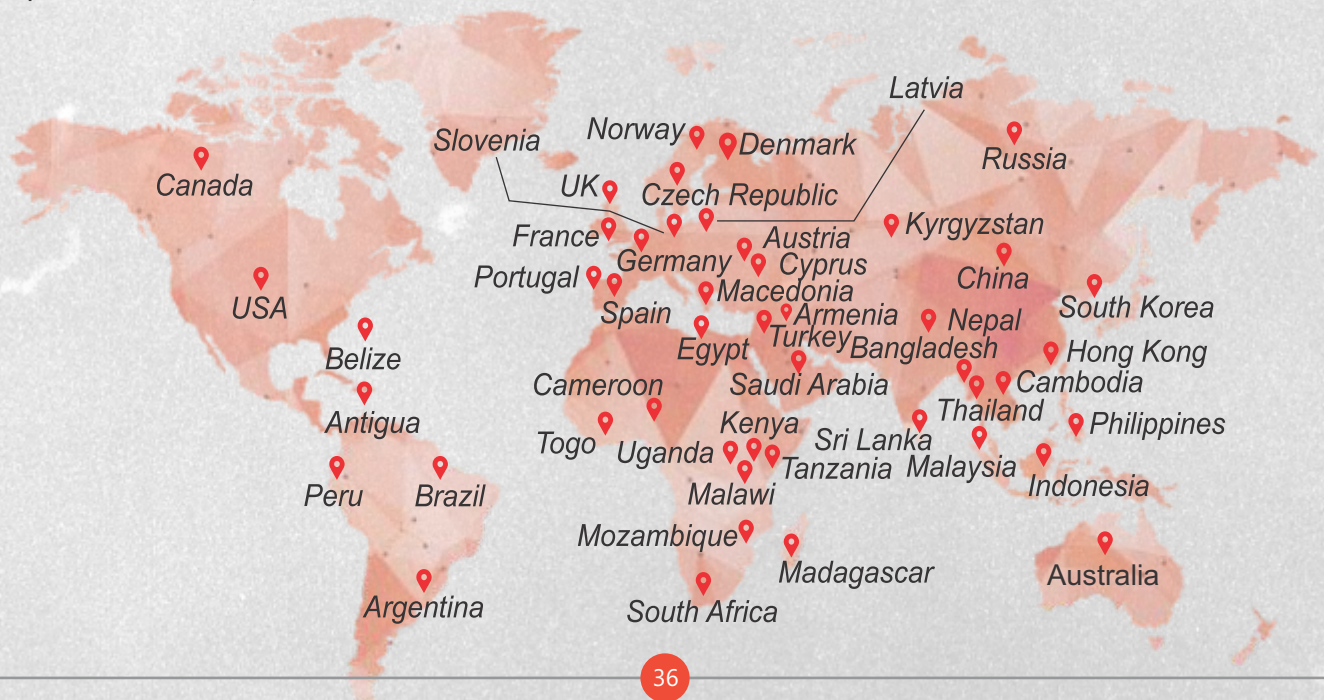 Latvia
Slovenia
Norway
Denmark
Russia
Canada
UK
Czech Republic
Kyrgyzstan
France
Austria
Germany
Cyprus
China
Portugal
Macedonia
USA
Spain
Armenia
South Korea
Nepal
Turkey
Egypt
Bangladesh
Hong Kong
Belize
Cameroon
Saudi Arabia
Cambodia
Thailand
Antigua
Kenya
Philippines
Togo
Uganda
Sri Lanka
Tanzania
Malaysia
Indonesia
Peru
Brazil
Malawi
Mozambique
Madagascar
Australia
Argentina
South Africa
36